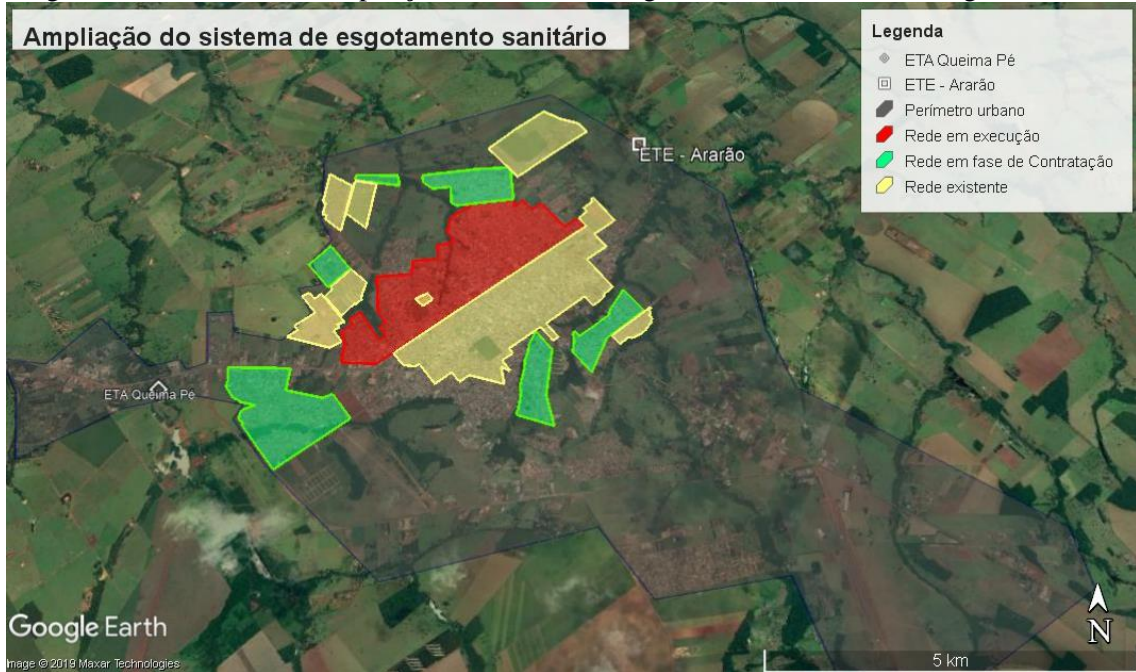 Ampliação do sistema de esgotamento sanitário
Legenda
ETA Queima Pé
ETE - Ararão
Perímetro urbano
Rede em execução
Rede em fase de Contratação
Rede existente
ETE - Ararão
ETA Queima Pé
Google Earth
N
Image © 2019 Maxar Technologies
5 km